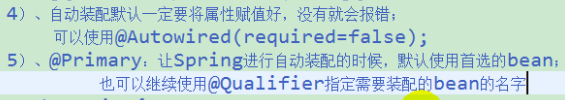 4）、自动装配默认一定要将属性赋值好，没有就会报错；
可以使用@Autowired(required=false);
5）、@Primary：让Spring进行自动装配的时候，默认使用首选的bean；
也可以继续使用@Qualifier指定需要装配的bean的名字